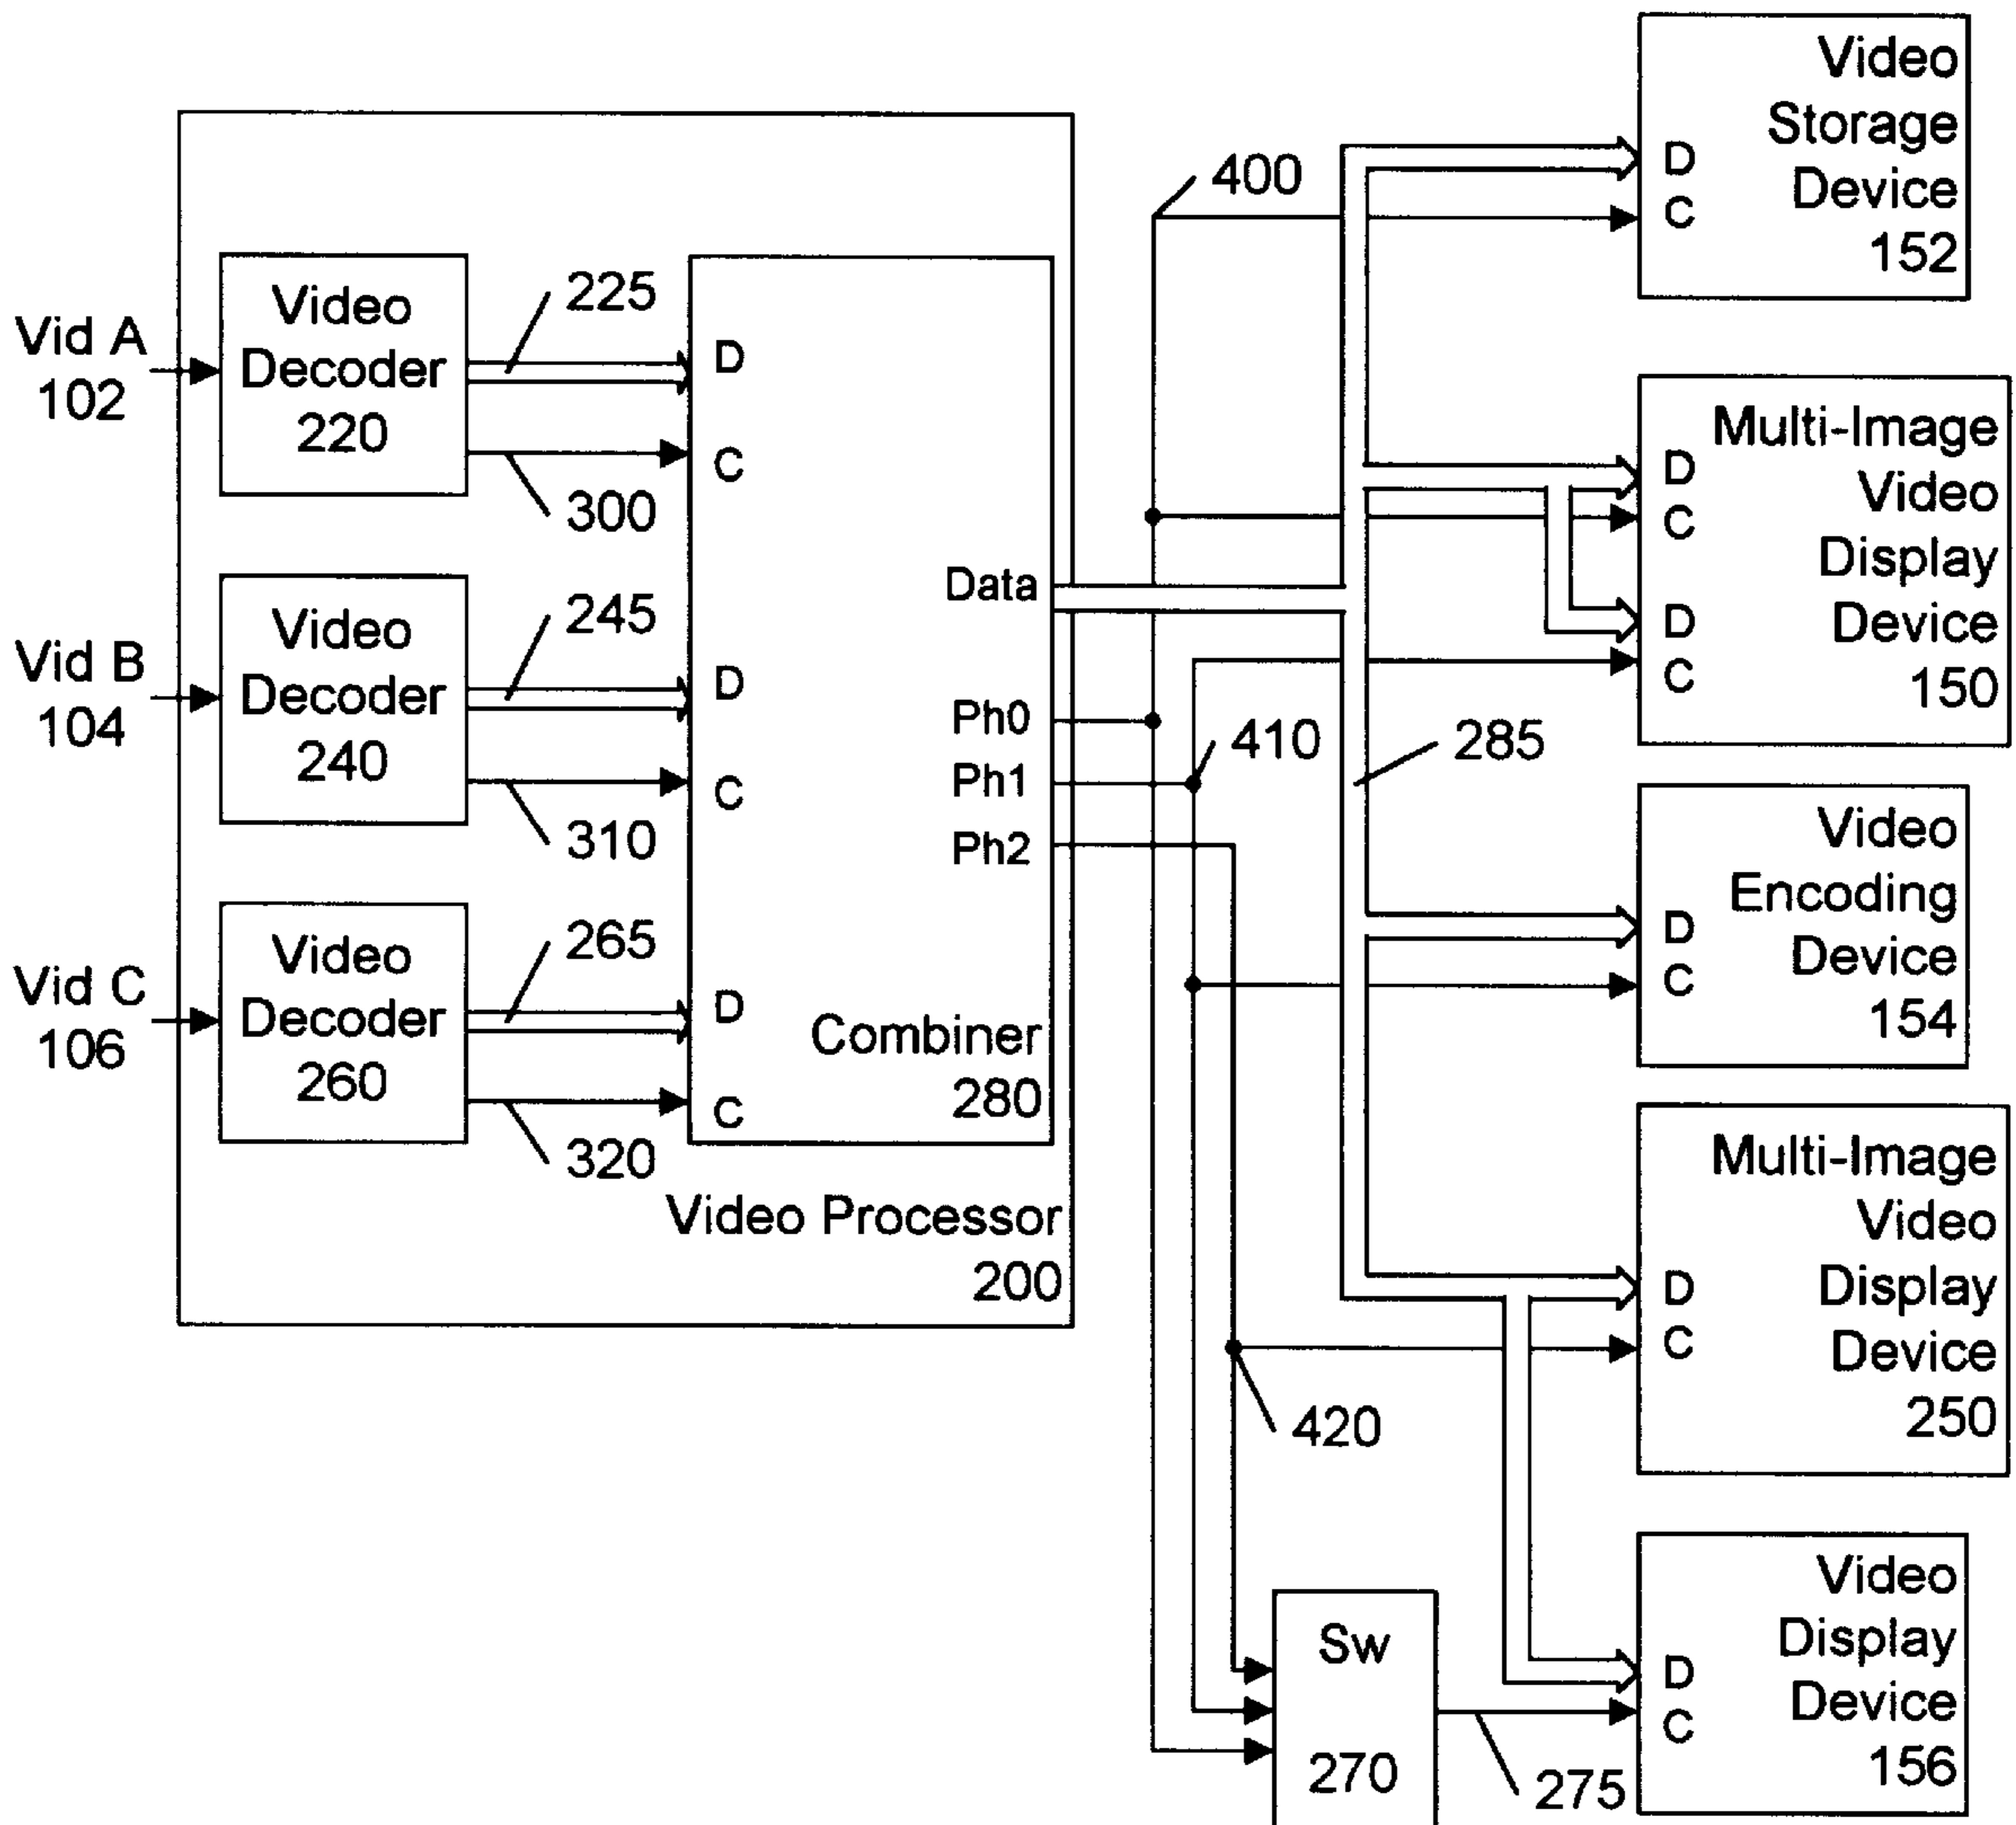 Vid A
102
Vid B
104
Vid C
106
Video
Decoder
220
225
300
Video
Decoder
240
245
310
Video
Decoder
260
265
320
D
C
D
C
D
C
Data
Ph0
Ph1
Ph2
Combiner
280
Video Processor
200
400
410
285
420
Sw
270
275
Video
Storage
Device
152
D
C
Multi-Image
Video
Display
Device
150
D
C
D
C
Video
Encoding
Device
154
D
C
Multi-Image
Video
Display
Device
250
D
C
Video
Display
Device
156
D
C